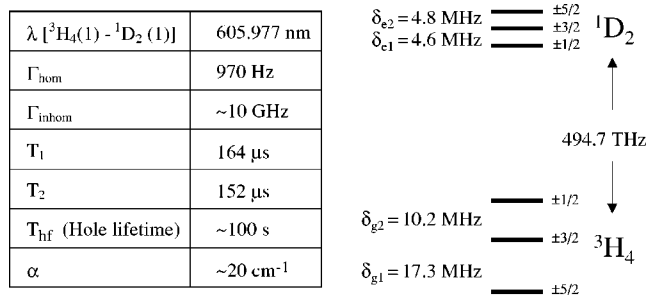 λ [³H₄(1) - ¹D₂ (1)] 605.977 nm
Γhom 970 Hz
Γinhom ~10 GHz
T₁ 164 μs
T₂ 152 μs
Thf (Hole lifetime) ~100 s
α ~20 cm⁻¹
δe2 = 4.8 MHz
δe1 = 4.6 MHz
±5/2
±3/2
±1/2
¹D₂
494.7 THz
±1/2
δg2 = 10.2 MHz
±3/2
³H₄
δg1 = 17.3 MHz
±5/2